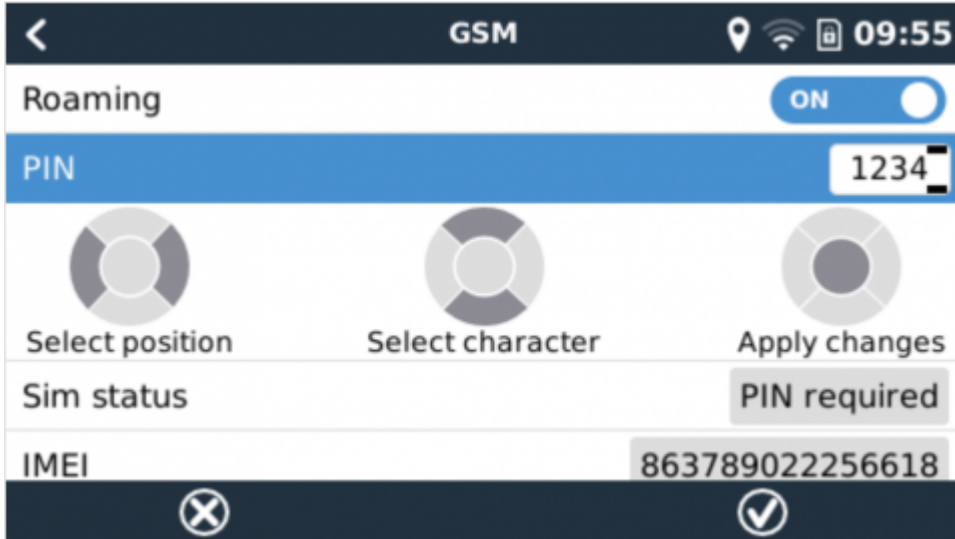 GSM 09:55
Roaming ON
PIN 1234
Select position Select character Apply changes
Sim status PIN required
IMEI 863789022256618